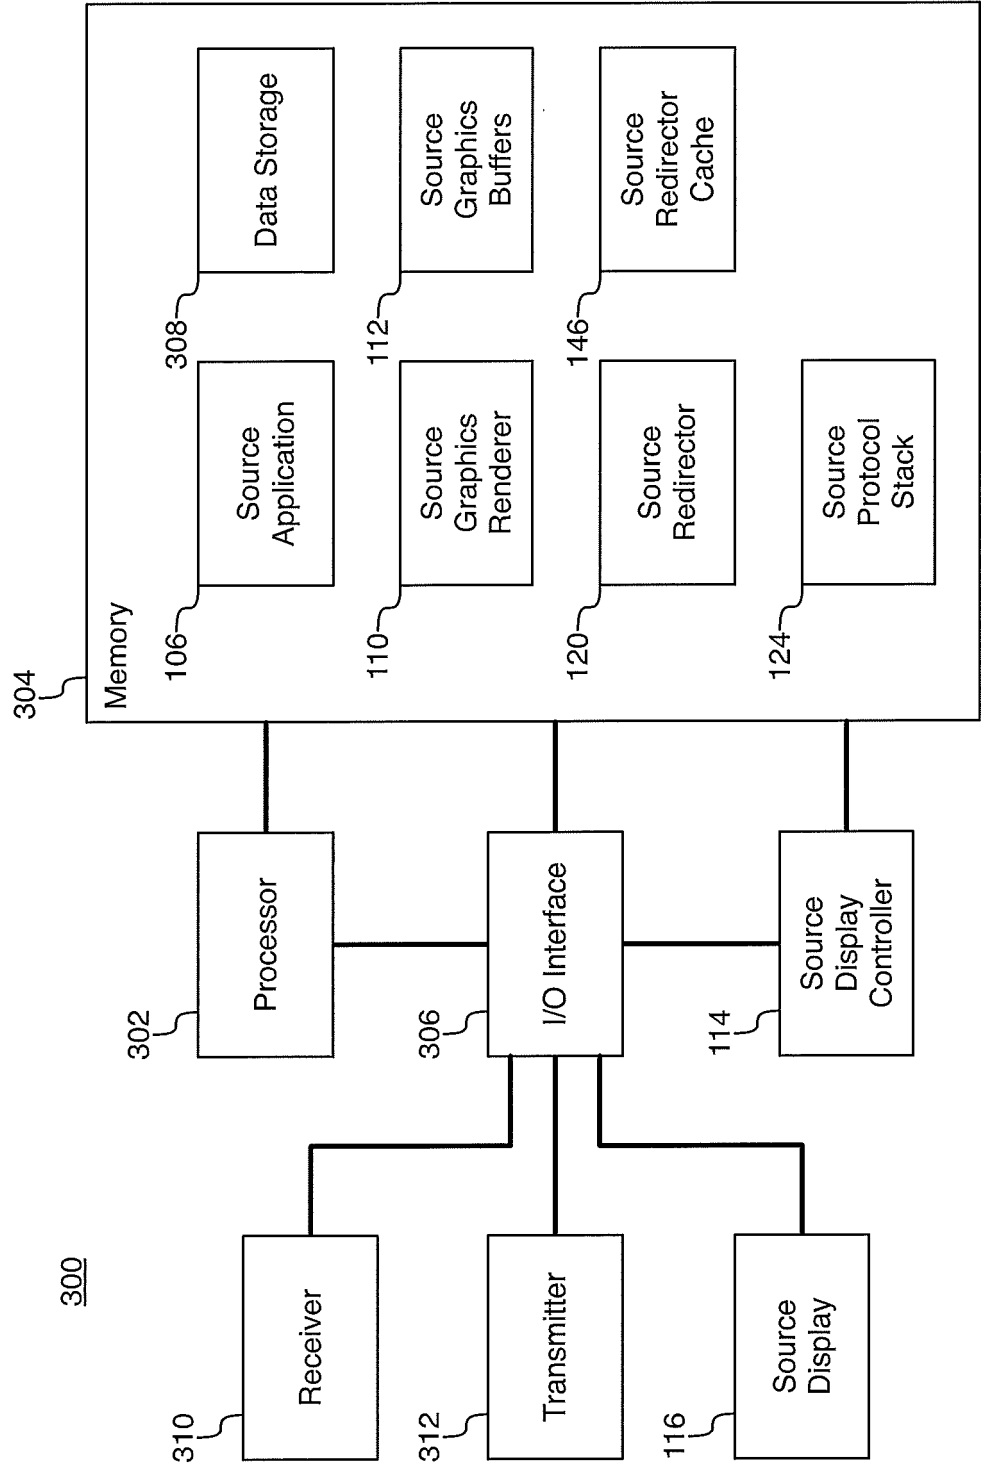 300
310
Receiver
312
Transmitter
116
Source
Display
302
Processor
306
I/O Interface
114
Source
Display
Controller
304
Memory
106
Source
Application
308
Data Storage
110
Source
Graphics
Renderer
112
Source
Graphics
Buffers
120
Source
Redirector
146
Source
Redirector
Cache
124
Source
Protocol
Stack